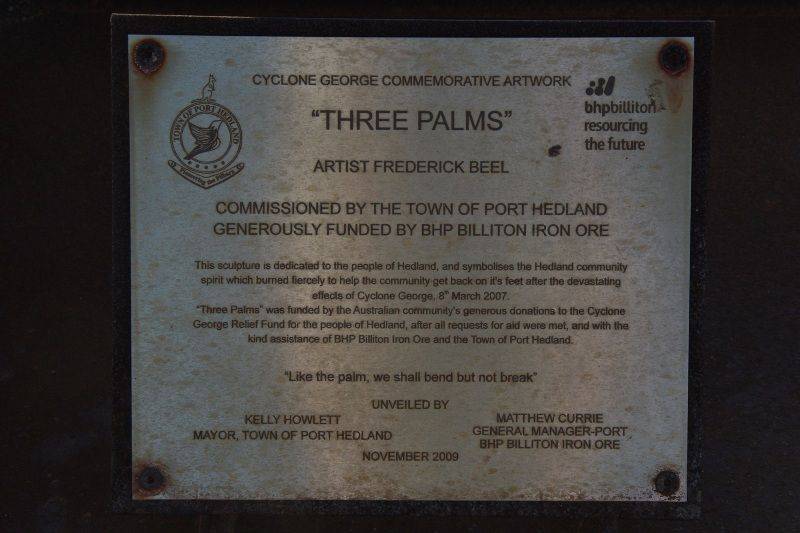 CYCLONE GEORGE COMMEMORATIVE ARTWORK
TOWN OF PORT HEDLAND
bhpbilliton
resourcing
the future
"THREE PALMS"
ARTIST FREDERICK BEEL
COMMISSIONED BY THE TOWN OF PORT HEDLAND
GENEROUSLY FUNDED BY BHP BILLITON IRON ORE
This sculpture is dedicated to the people of Hedland, and symbolises the Hedland community
spirit which burned fiercely to help the community get back on it's feet after the devastating
effects of Cyclone George, 8th March 2007.
"Three Palms" was funded by the Australian community's generous donations to the Cyclone
George Relief Fund for the people of Hedland, after all requests for aid were met, and with the
kind assistance of BHP Billiton Iron Ore and the Town of Port Hedland.
"Like the palm, we shall bend but not break"
UNVEILED BY
KELLY HOWLETT
MAYOR, TOWN OF PORT HEDLAND
MATTHEW CURRIE
GENERAL MANAGER-PORT
BHP BILLITON IRON ORE
NOVEMBER 2009